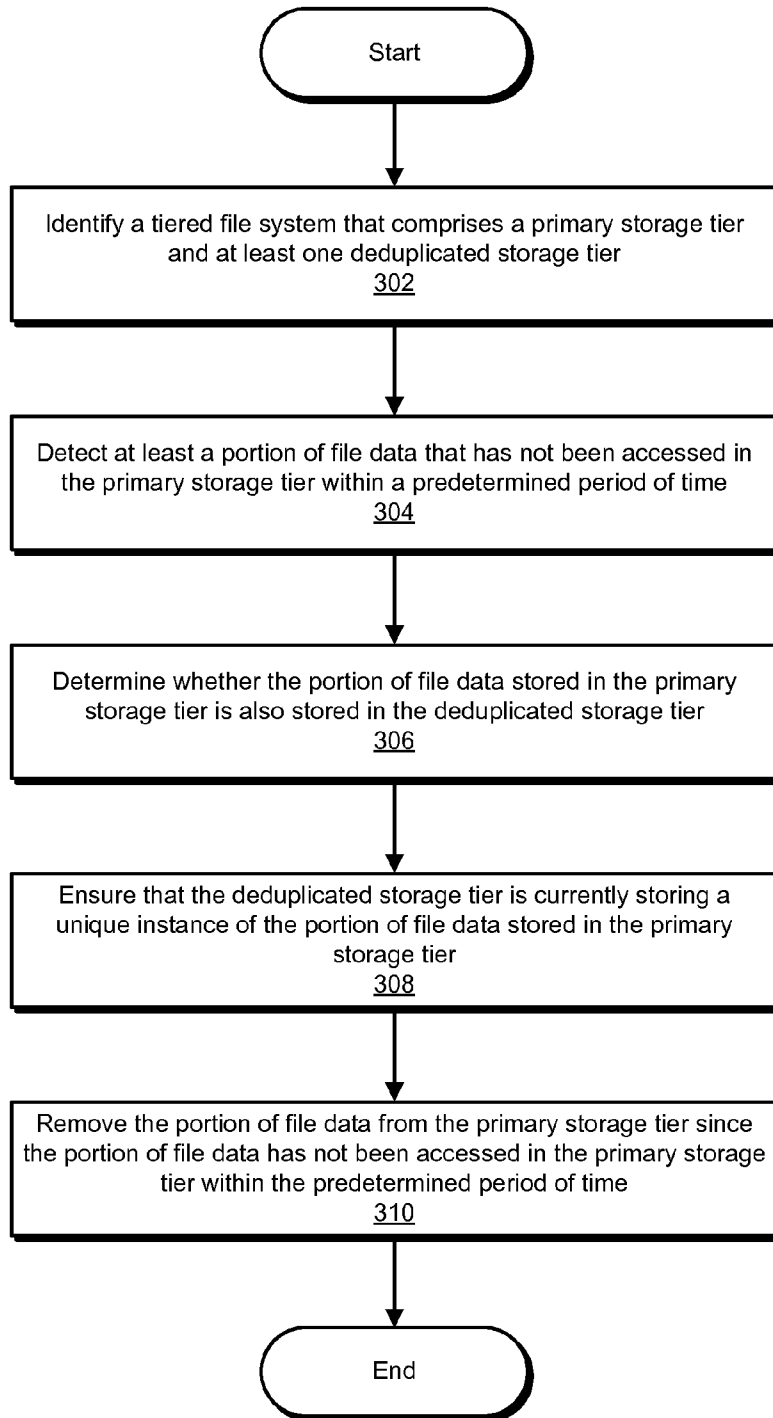 Start
Identify a tiered file system that comprises a primary storage tier
and at least one deduplicated storage tier
302
Detect at least a portion of file data that has not been accessed in
the primary storage tier within a predetermined period of time
304
Determine whether the portion of file data stored in the primary
storage tier is also stored in the deduplicated storage tier
306
Ensure that the deduplicated storage tier is currently storing a
unique instance of the portion of file data stored in the primary
storage tier
308
Remove the portion of file data from the primary storage tier since
the portion of file data has not been accessed in the primary storage
tier within the predetermined period of time
310
End